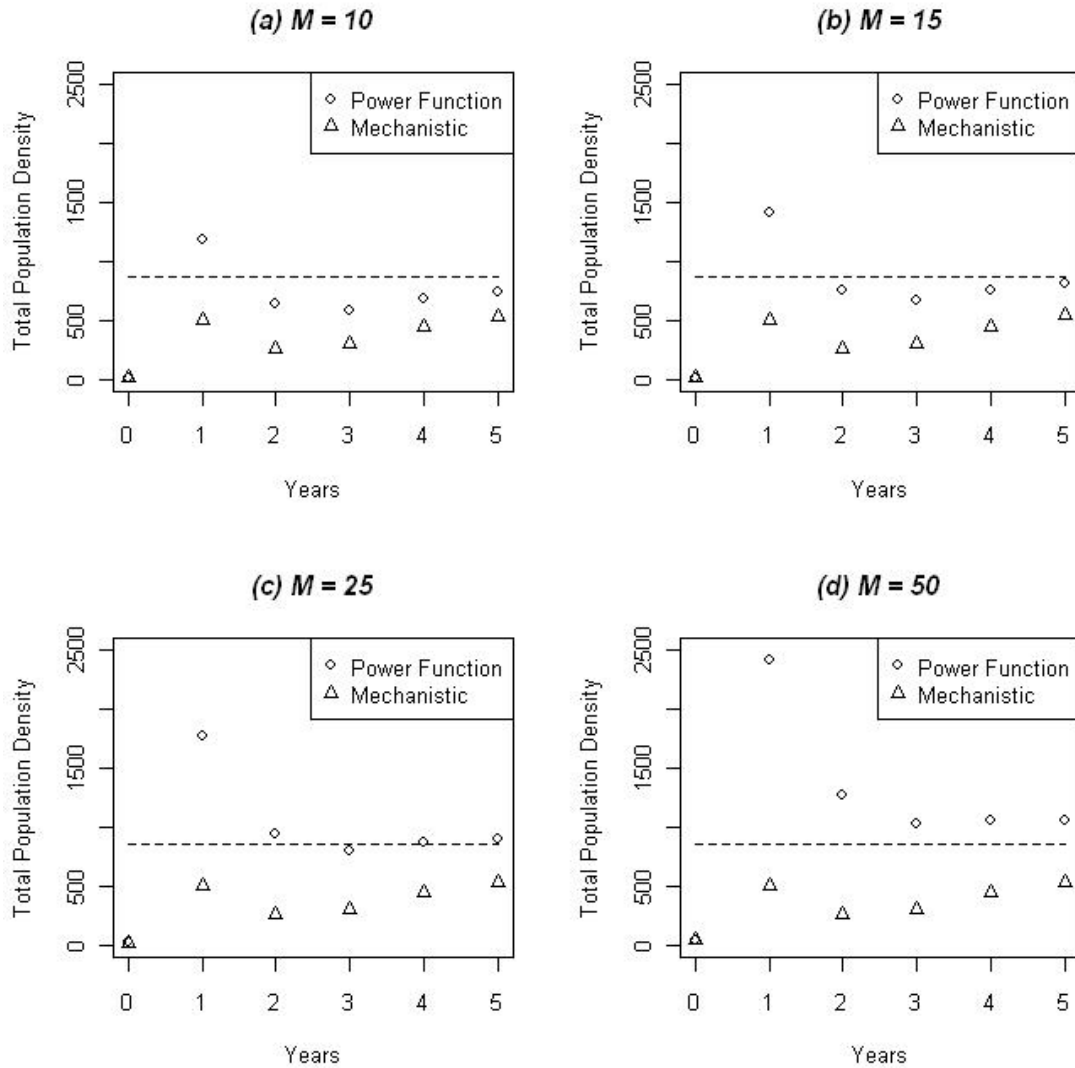 (a) M = 10
Total Population Density
2500
1500
500
0
Power Function
Mechanistic
0 1 2 3 4 5
Years
(b) M = 15
Total Population Density
2500
1500
500
0
Power Function
Mechanistic
0 1 2 3 4 5
Years
(c) M = 25
Total Population Density
2500
1500
500
0
Power Function
Mechanistic
0 1 2 3 4 5
Years
(d) M = 50
Total Population Density
2500
1500
500
0
Power Function
Mechanistic
0 1 2 3 4 5
Years